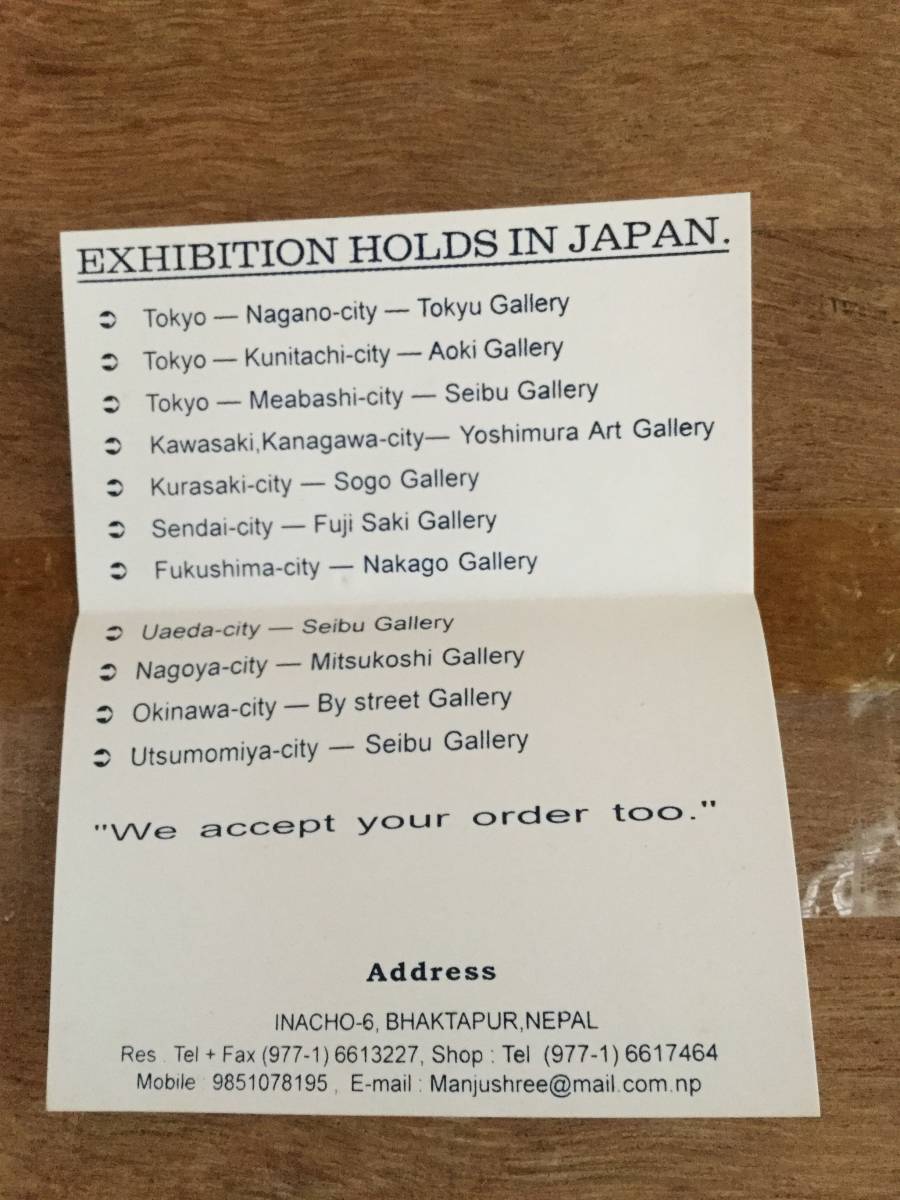 EXHIBITION HOLDS IN JAPAN.
➲ Tokyo — Nagano-city — Tokyu Gallery
➲ Tokyo — Kunitachi-city — Aoki Gallery
➲ Tokyo — Meabashi-city — Seibu Gallery
➲ Kawasaki,Kanagawa-city— Yoshimura Art Gallery
➲ Kurasaki-city — Sogo Gallery
➲ Sendai-city — Fuji Saki Gallery
➲ Fukushima-city — Nakago Gallery
➲ Uaeda-city — Seibu Gallery
➲ Nagoya-city — Mitsukoshi Gallery
➲ Okinawa-city — By street Gallery
➲ Utsumomiya-city — Seibu Gallery
"We accept your order too."
Address
INACHO-6, BHAKTAPUR,NEPAL
Res : Tel + Fax (977-1) 6613227, Shop : Tel (977-1) 6617464
Mobile : 9851078195 , E-mail : Manjushree@mail.com.np